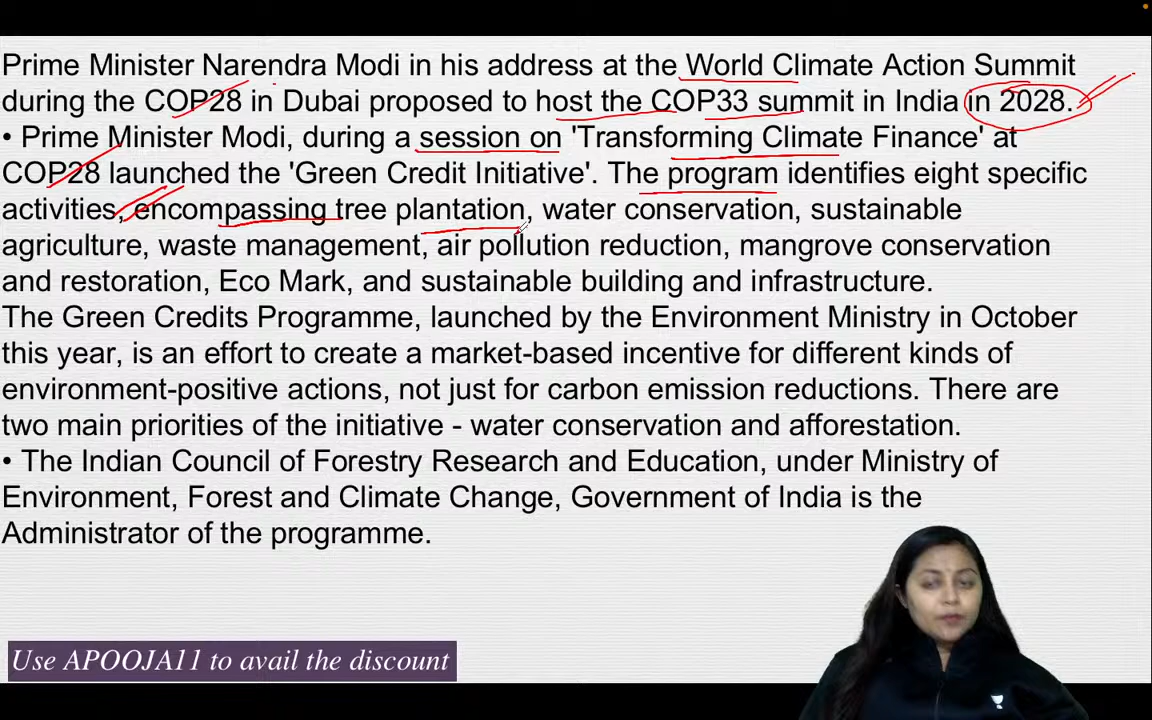 Prime Minister Narendra Modi in his address at the World Climate Action Summit
during the COP28 in Dubai proposed to host the COP33 summit in India in 2028.
• Prime Minister Modi, during a session on 'Transforming Climate Finance' at
COP28 launched the 'Green Credit Initiative'. The program identifies eight specific
activities, encompassing tree plantation, water conservation, sustainable
agriculture, waste management, air pollution reduction, mangrove conservation
and restoration, Eco Mark, and sustainable building and infrastructure.
The Green Credits Programme, launched by the Environment Ministry in October
this year, is an effort to create a market-based incentive for different kinds of
environment-positive actions, not just for carbon emission reductions. There are
two main priorities of the initiative - water conservation and afforestation.
• The Indian Council of Forestry Research and Education, under Ministry of
Environment, Forest and Climate Change, Government of India is the
Administrator of the programme.
Use APOOJA11 to avail the discount